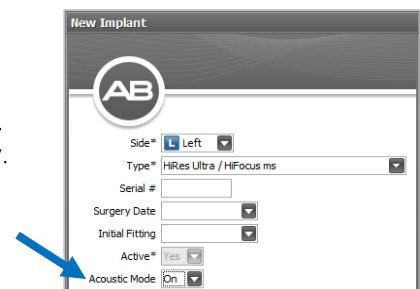 New Implant
AB
Side* L Left
Type* HiRes Ultra / HiFocus ms
Serial #
Surgery Date
Initial Fitting
Active* Yes
Acoustic Mode On